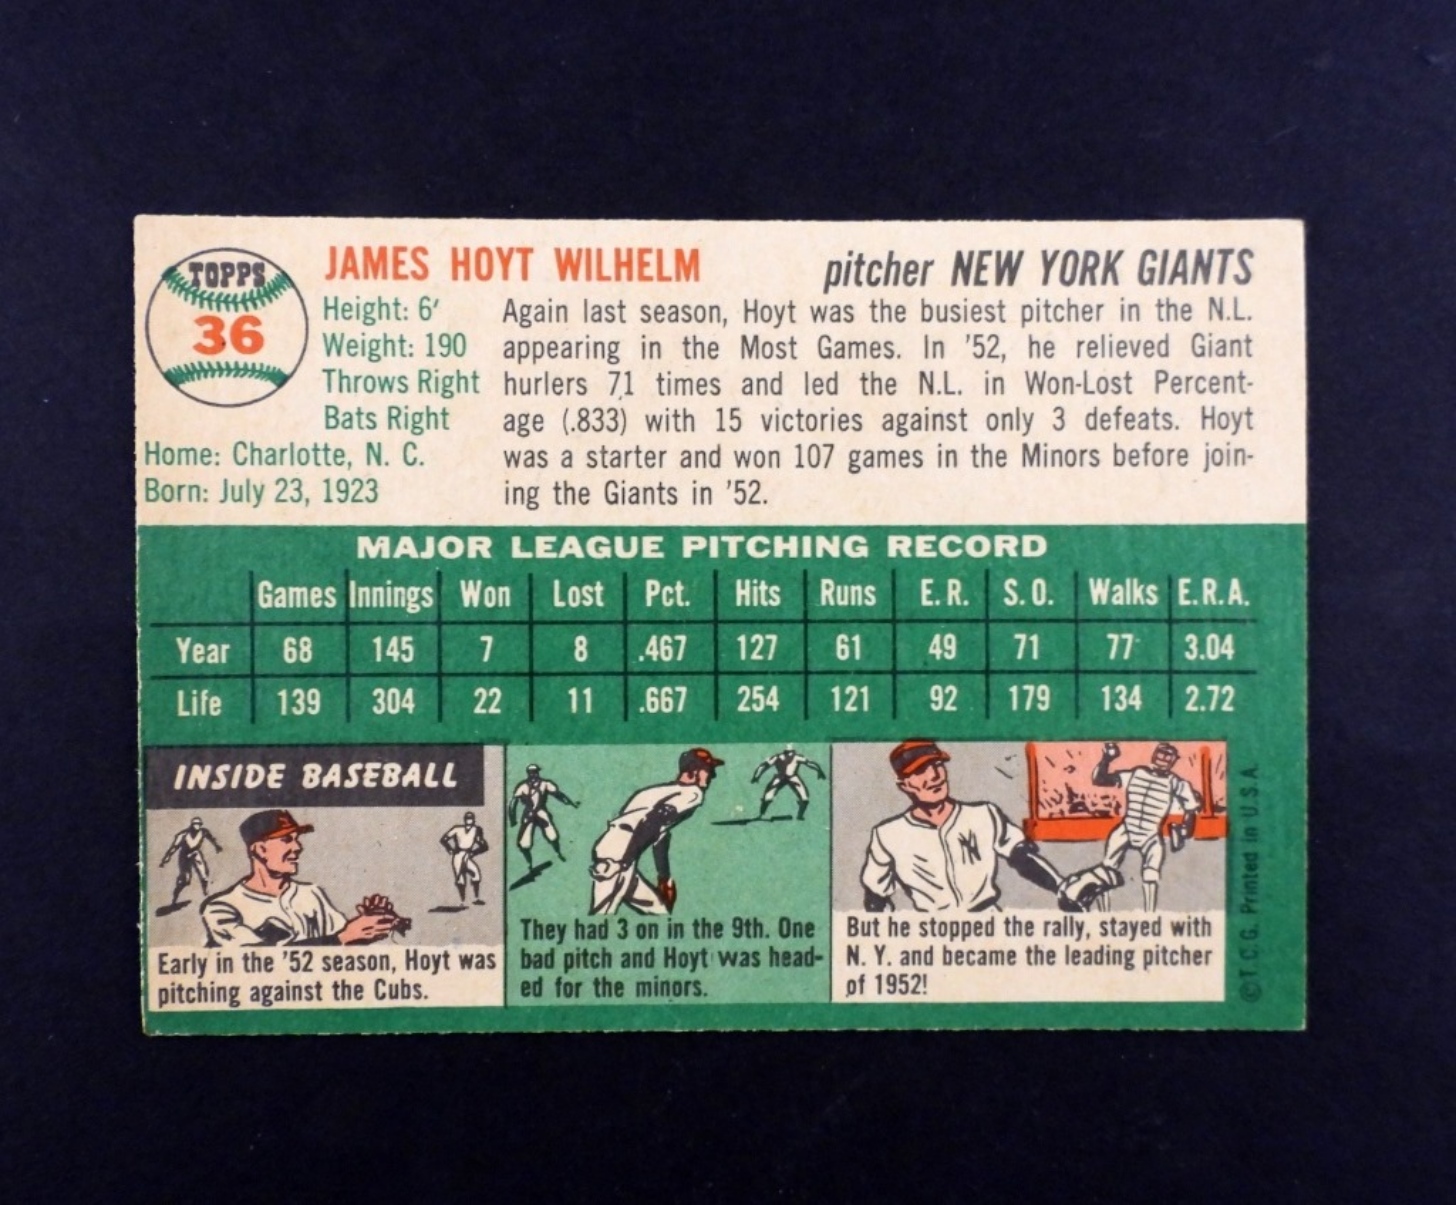 TOPPS
36
JAMES HOYT WILHELM
pitcher NEW YORK GIANTS
Height: 6′
Weight: 190
Throws Right
Bats Right
Home: Charlotte, N. C.
Born: July 23, 1923
Again last season, Hoyt was the busiest pitcher in the N.L.
appearing in the Most Games. In '52, he relieved Giant
hurlers 71 times and led the N.L. in Won-Lost Percent-
age (.833) with 15 victories against only 3 defeats. Hoyt
was a starter and won 107 games in the Minors before join-
ing the Giants in '52.
MAJOR LEAGUE PITCHING RECORD
Games Innings Won Lost Pct. Hits Runs E. R. S. O. Walks E.R.A.
Year 68 145 7 8 .467 127 61 49 71 77 3.04
Life 139 304 22 11 .667 254 121 92 179 134 2.72
INSIDE BASEBALL
Early in the '52 season, Hoyt was
pitching against the Cubs.
They had 3 on in the 9th. One
bad pitch and Hoyt was head-
ed for the minors.
NY
But he stopped the rally, stayed with
N. Y. and became the leading pitcher
of 1952!
©T. C. G. Printed in U. S. A.